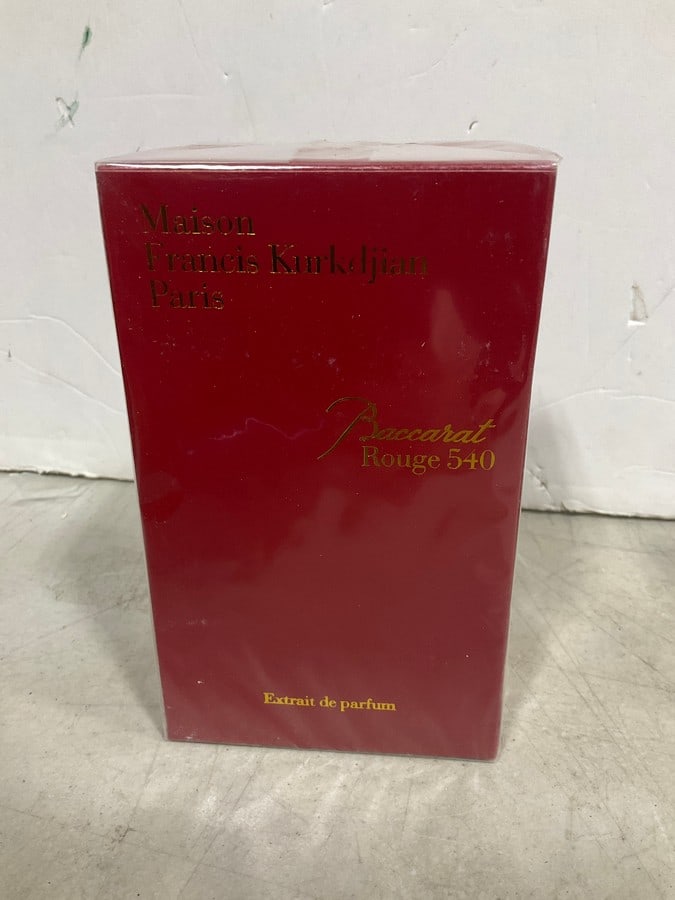 Maison
Francis Kurkdjian
Paris
Baccarat
Rouge 540
Extrait de parfum